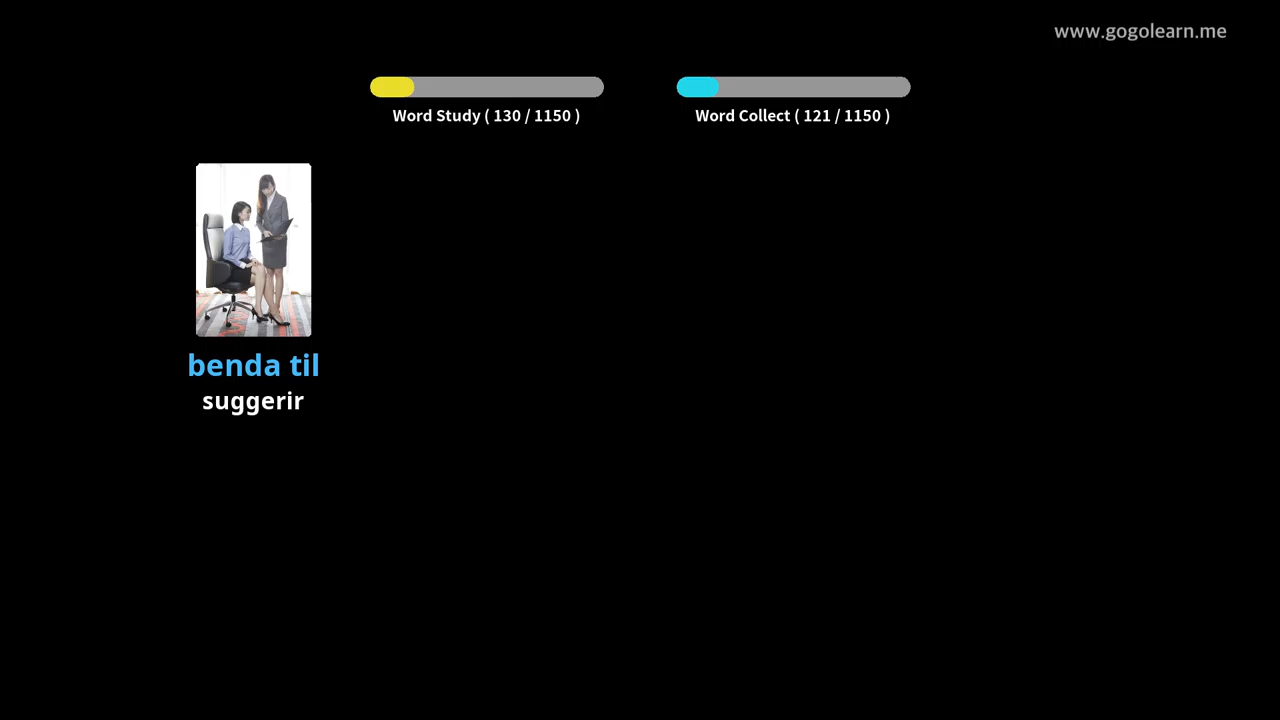 www.gogolearn.me
Word Study ( 130 / 1150 )
Word Collect ( 121 / 1150 )
benda til
suggerir